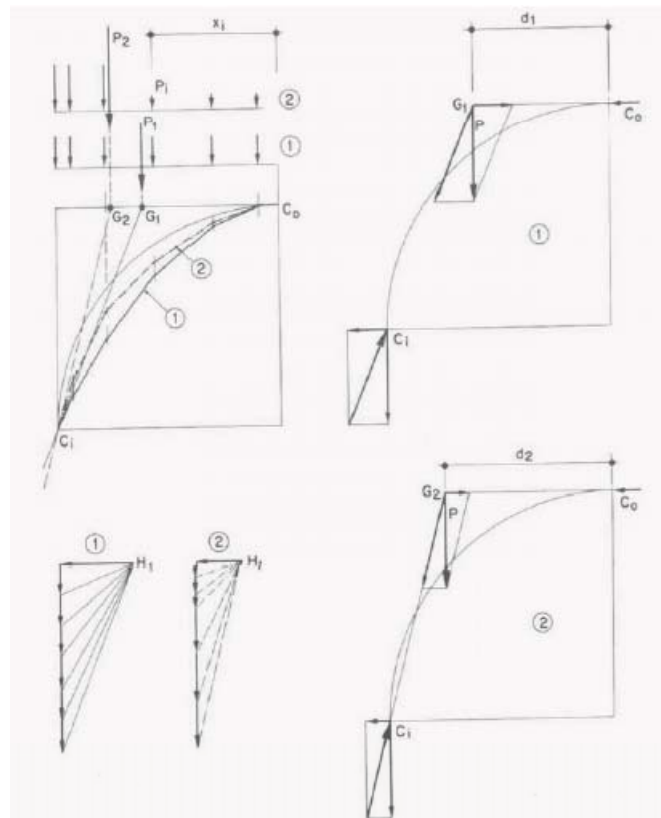 xi
P2
Pi
②
P1
①
G2
G1
Co
②
①
Ci
①
H1
②
Hi
d1
G1
P
Co
①
Ci
d2
G2
P
Co
②
Ci